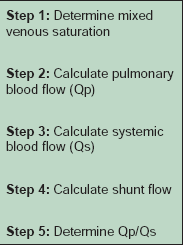 Step 1: Determine mixed
venous saturation
Step 2: Calculate pulmonary
blood flow (Qp)
Step 3: Calculate systemic
blood flow (Qs)
Step 4: Calculate shunt flow
Step 5: Determine Qp/Qs